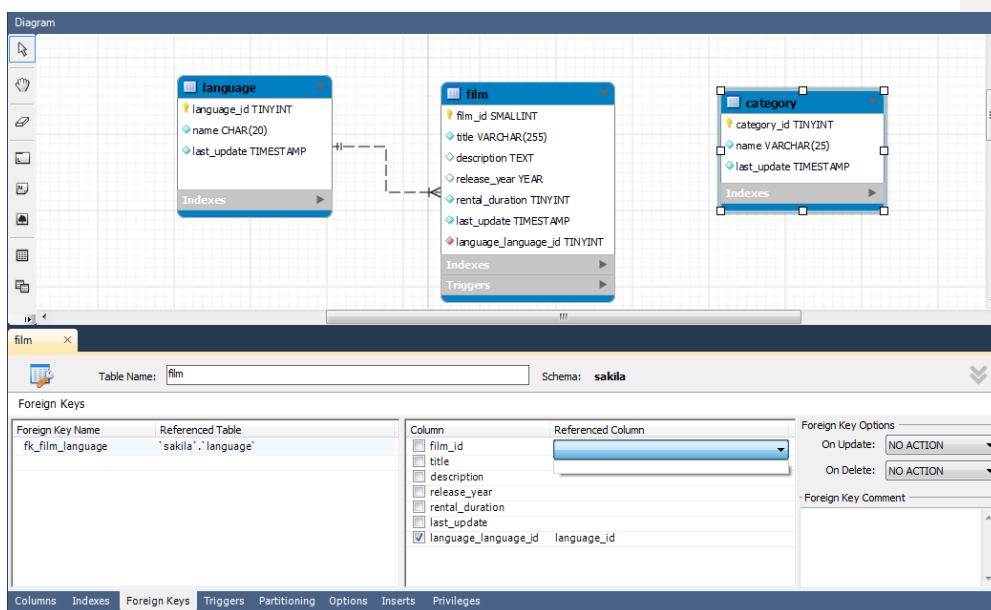 Diagram
language
language_id TINYINT
name CHAR(20)
last_update TIMESTAMP
Indexes
film
film_id SMALLINT
title VARCHAR(255)
description TEXT
release_year YEAR
rental_duration TINYINT
last_update TIMESTAMP
language_language_id TINYINT
Indexes
Triggers
category
category_id TINYINT
name VARCHAR(25)
last_update TIMESTAMP
Indexes
film
Table Name: film Schema: sakila
Foreign Keys
Foreign Key Name Referenced Table
fk_film_language `sakila`.`language`
Column Referenced Column
film_id
title
description
release_year
rental_duration
last_update
language_language_id language_id
Foreign Key Options
On Update: NO ACTION
On Delete: NO ACTION
Foreign Key Comment
Columns Indexes Foreign Keys Triggers Partitioning Options Inserts Privileges